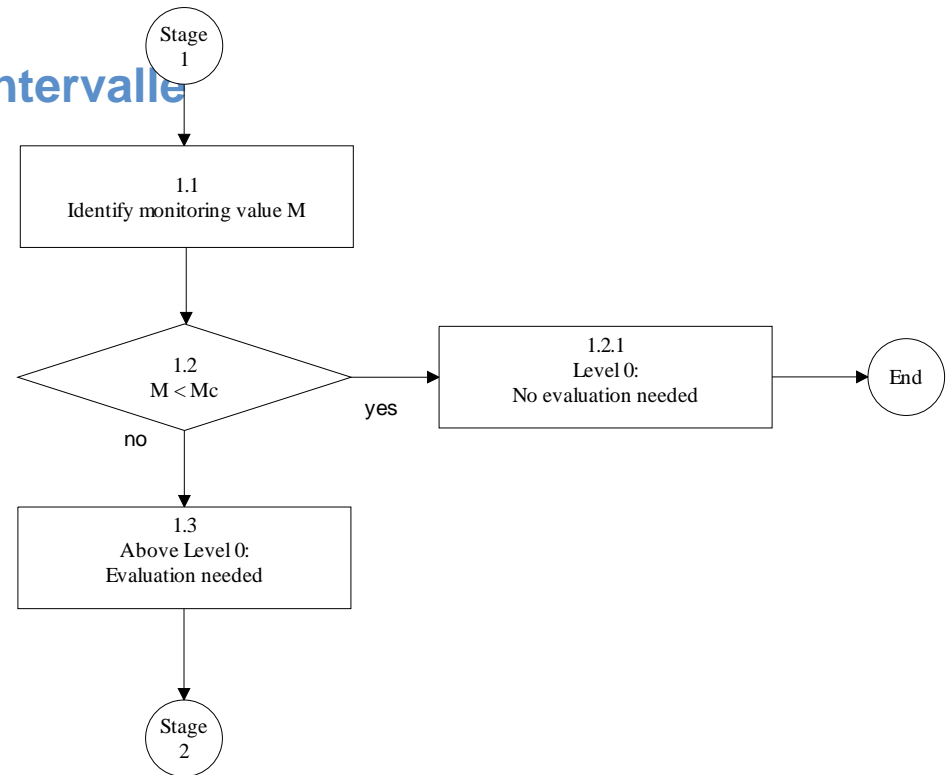 Stage
1
ntervalle
1.1
Identify monitoring value M
1.2
M < Mc
yes
no
1.2.1
Level 0:
No evaluation needed
End
1.3
Above Level 0:
Evaluation needed
Stage
2